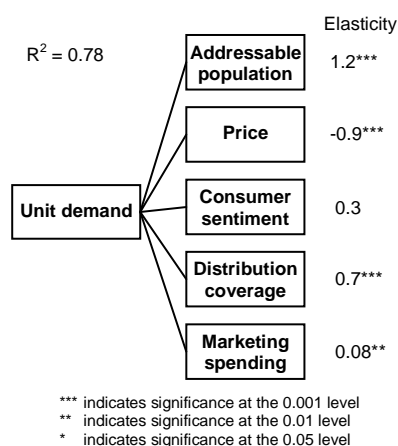 Elasticity
R² = 0.78
Addressable
population
1.2***
Price
-0.9***
Unit demand
Consumer
sentiment
0.3
Distribution
coverage
0.7***
Marketing
spending
0.08**
*** indicates significance at the 0.001 level
** indicates significance at the 0.01 level
* indicates significance at the 0.05 level